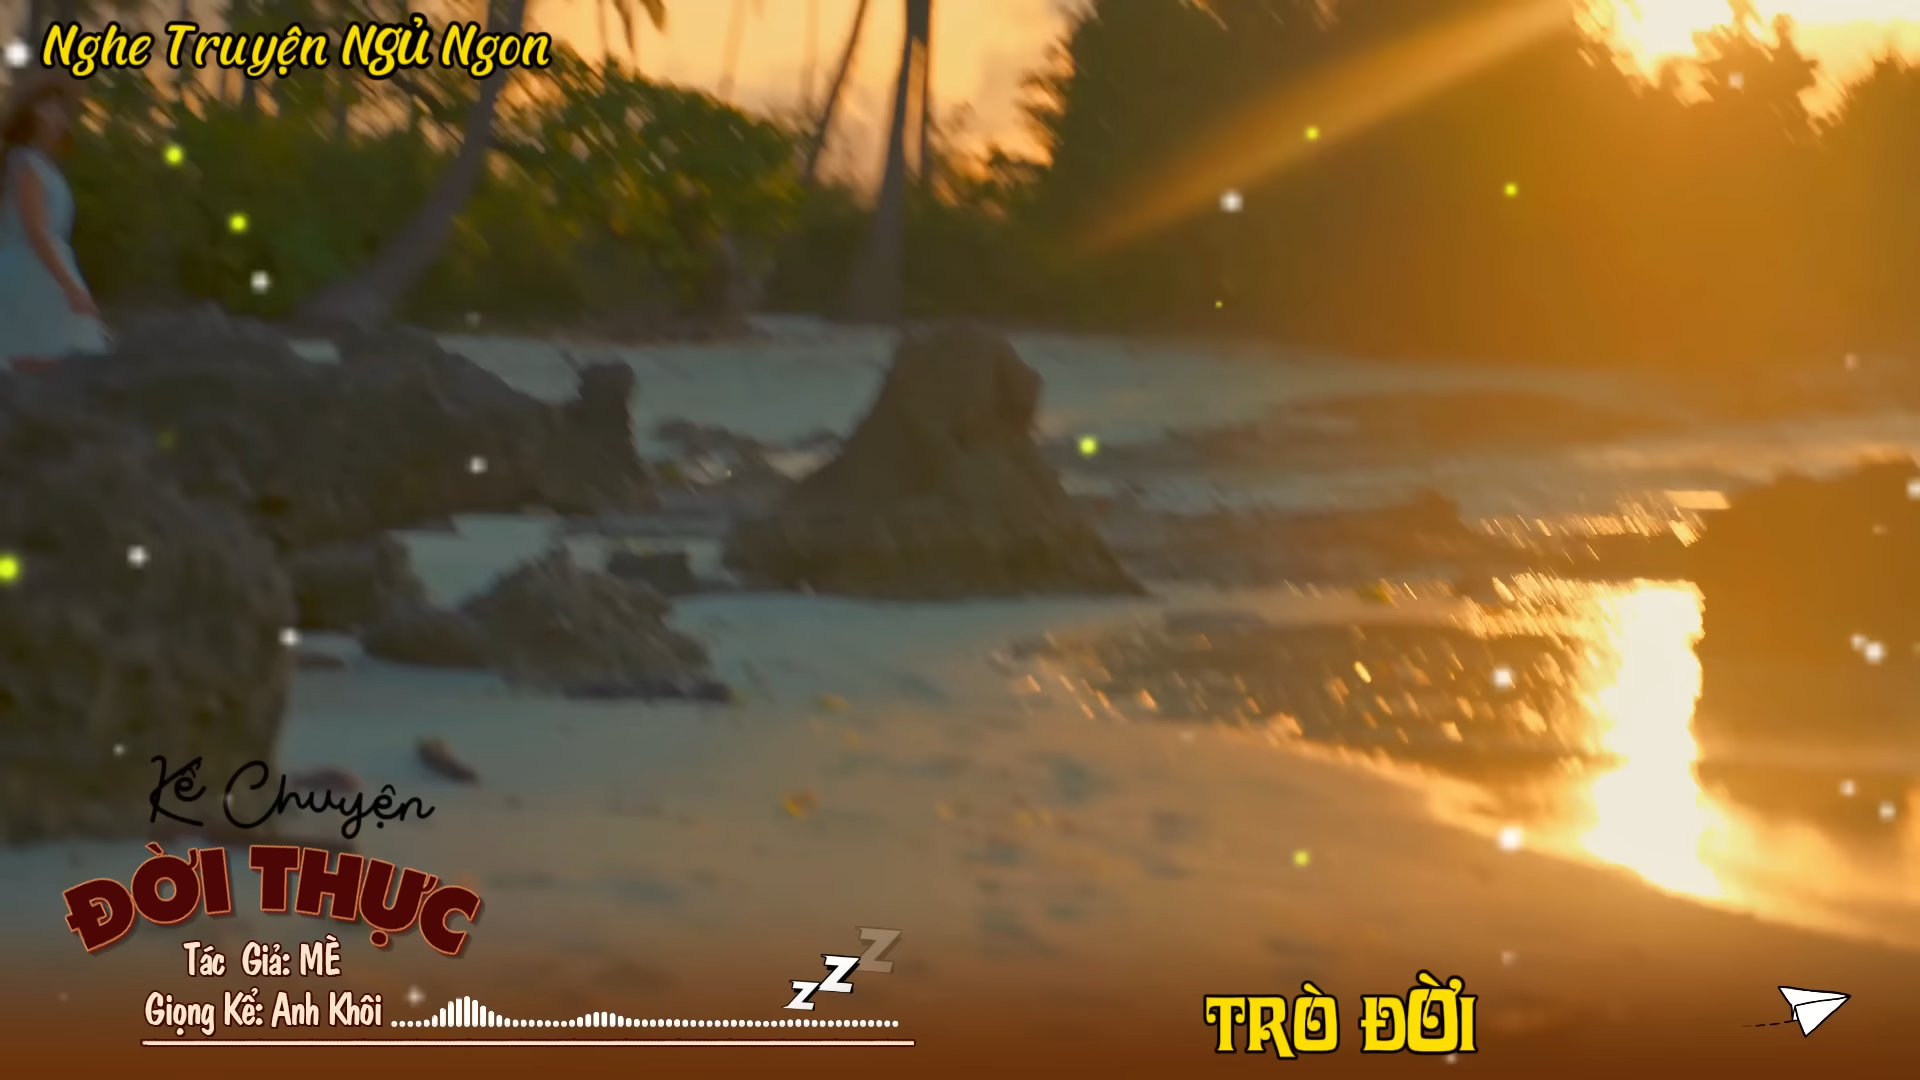 Nghe Truyện NGỦ Ngon
Kể Chuyện
ĐỜI THỰC
Tác Giả: MÈ
Giọng Kể: Anh Khôi
z z z
TRÒ ĐỜI